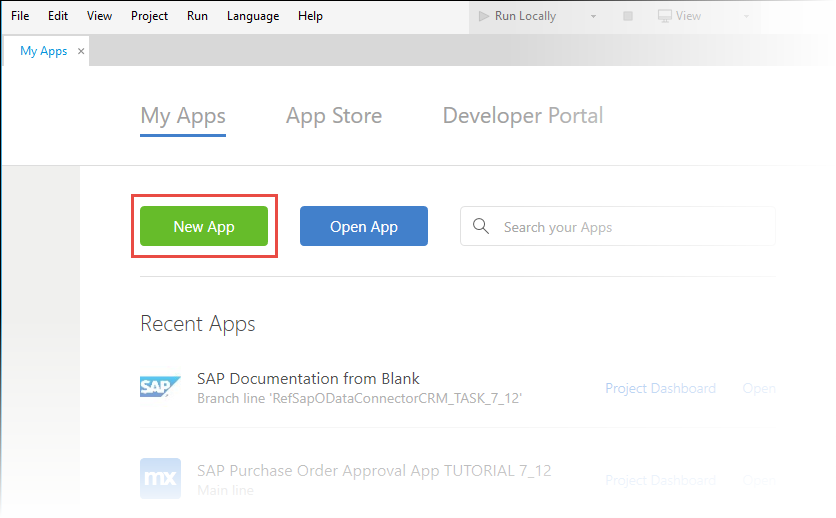 File Edit View Project Run Language Help Run Locally View
My Apps ×
My Apps App Store Developer Portal
New App Open App Search your Apps
Recent Apps
SAP SAP Documentation from Blank
Branch line 'RefSapODataConnectorCRM_TASK_7_12' Project Dashboard Open
mx SAP Purchase Order Approval App TUTORIAL 7_12
Main line Project Dashboard Open